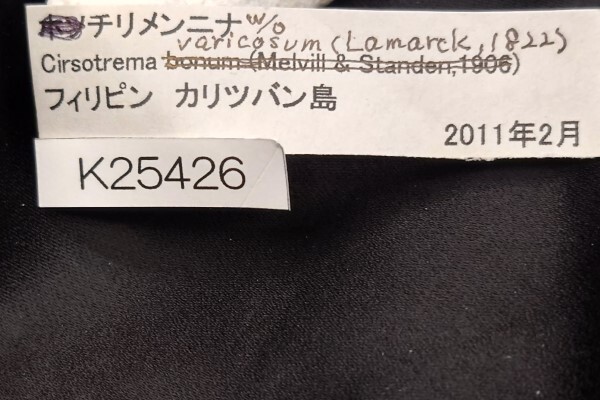 チリメンニナ w/o
varicosum (Lamarck, 1822)
Cirsotrema bonum (Melvill & Standen,1906)
フィリピン カリツバン島
2011年2月
K25426